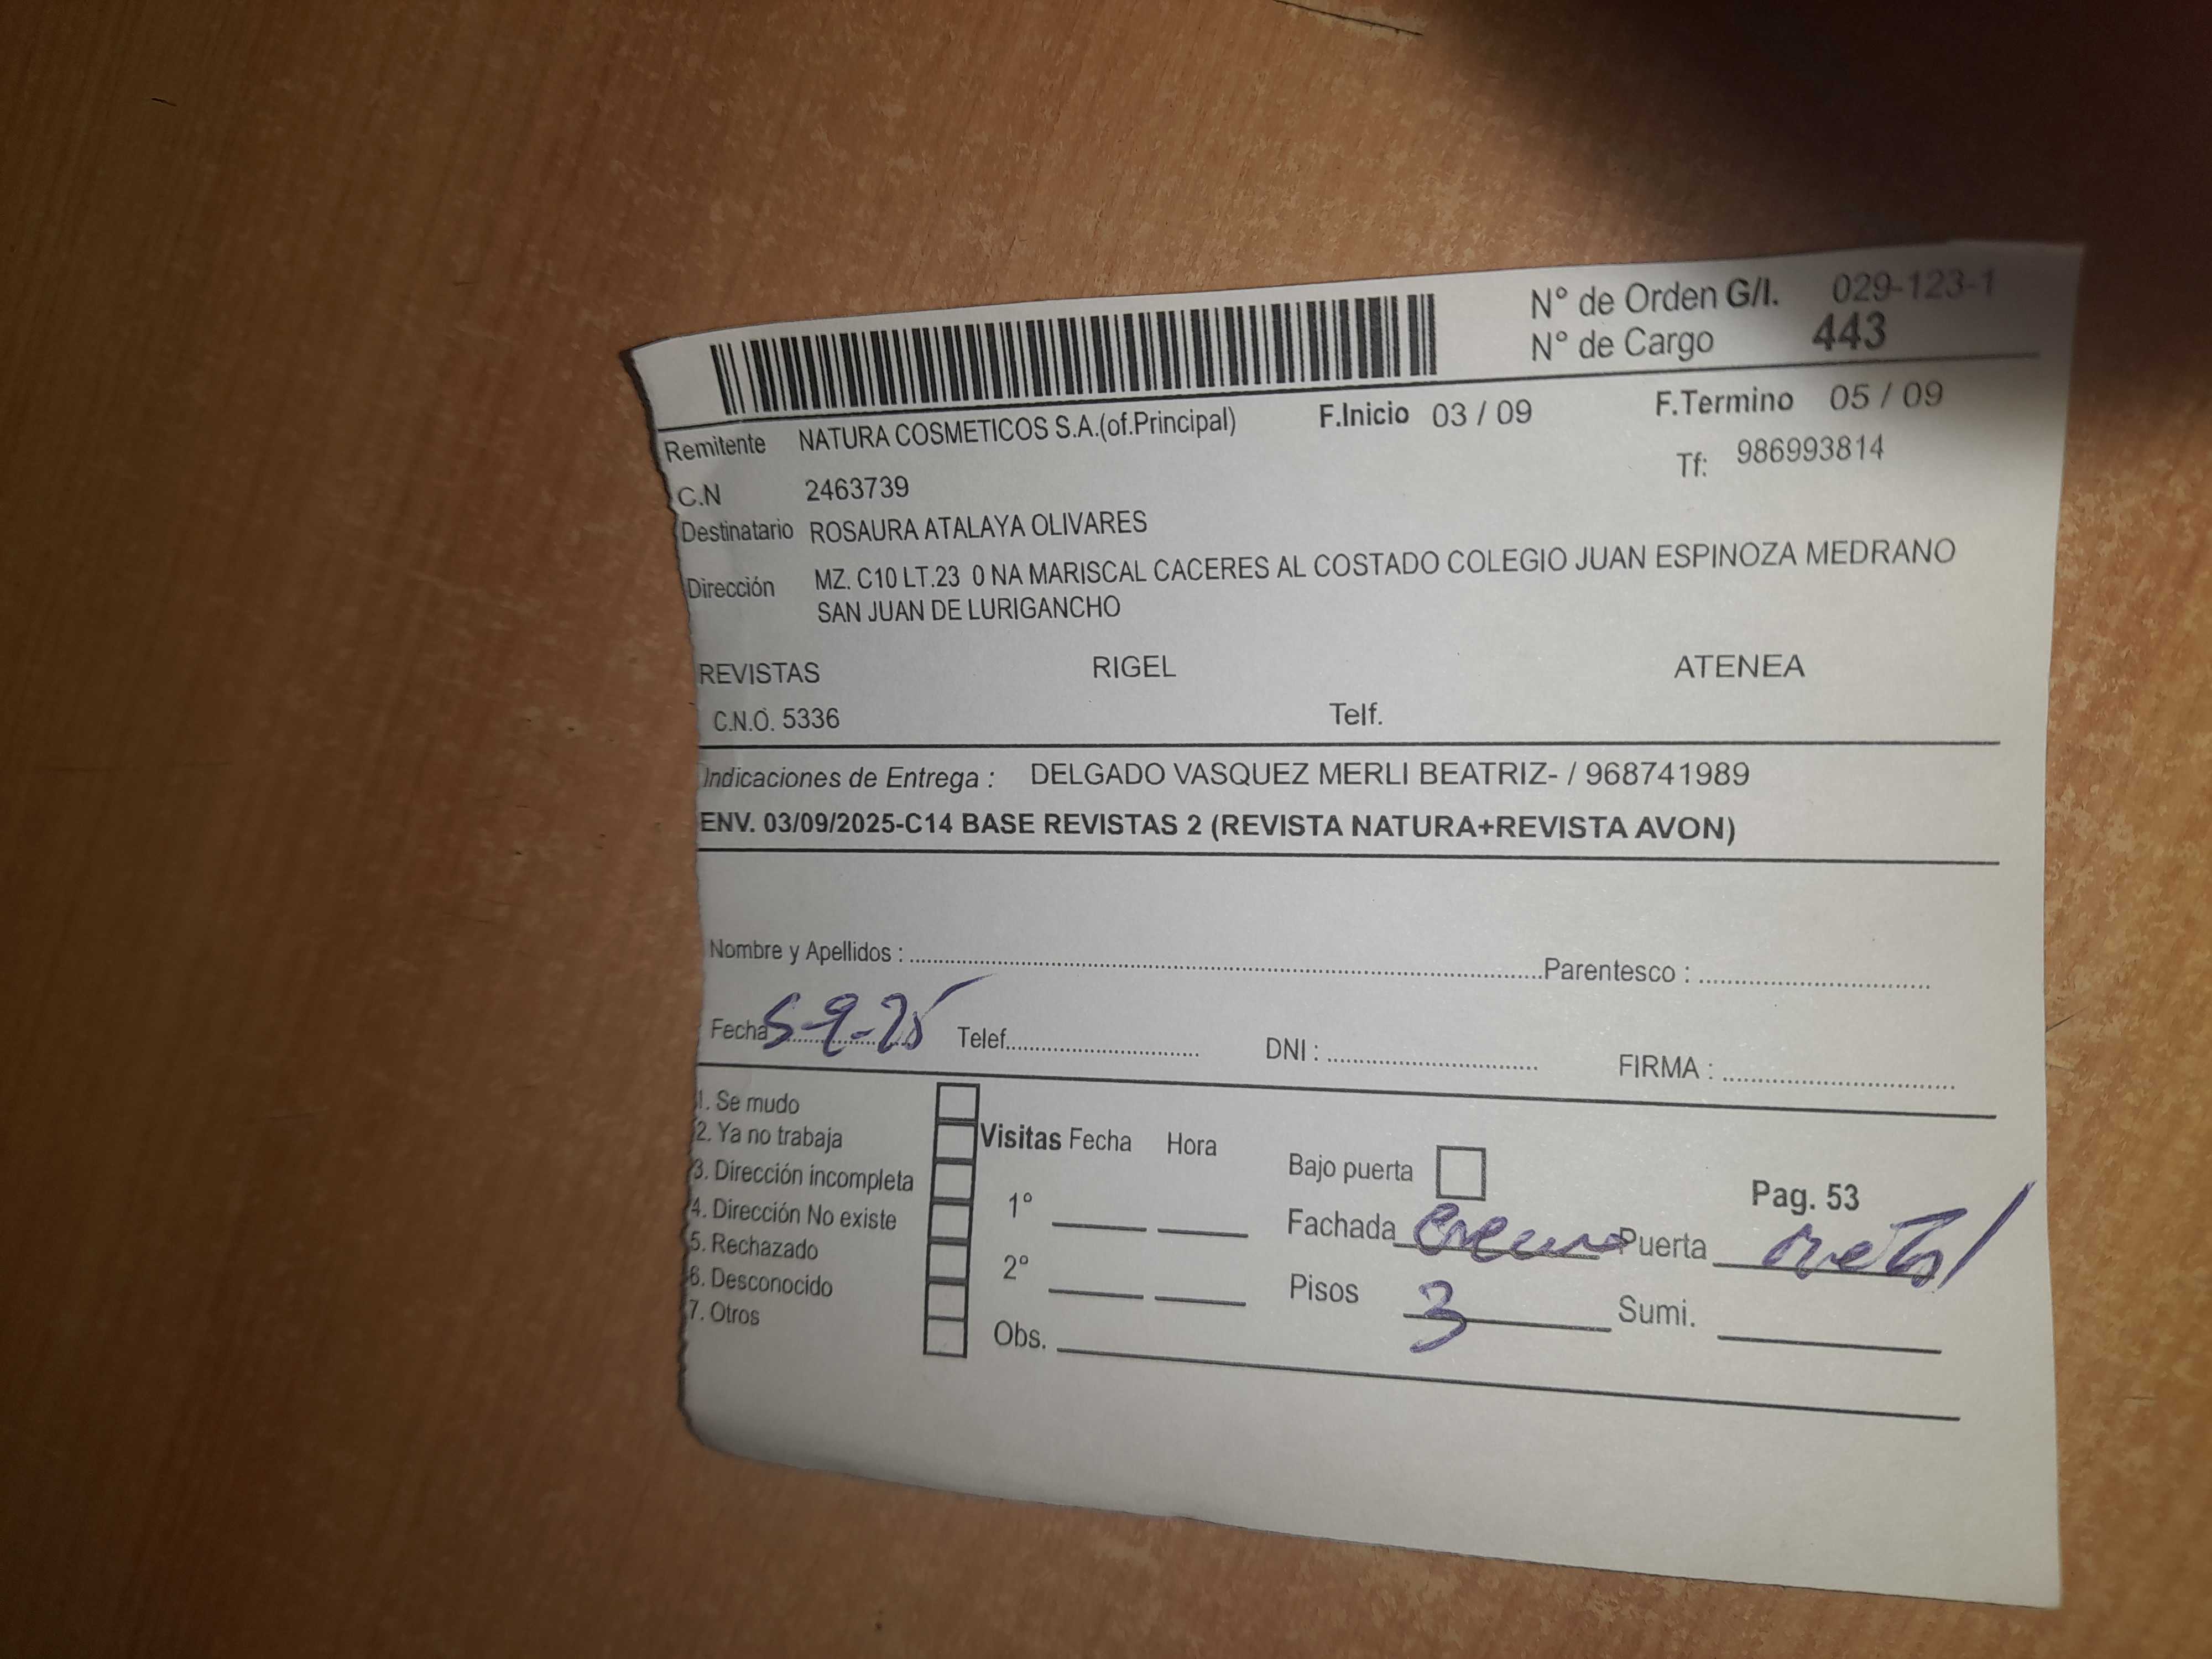 N° de Orden G/I. 029-123-1
N° de Cargo 443
Remitente NATURA COSMETICOS S.A.(of.Principal) F.Inicio 03 / 09 F.Termino 05 / 09
C.N 2463739 Tf: 986993814
Destinatario ROSAURA ATALAYA OLIVARES
Dirección MZ. C10 LT.23 0 NA MARISCAL CACERES AL COSTADO COLEGIO JUAN ESPINOZA MEDRANO
SAN JUAN DE LURIGANCHO
REVISTAS RIGEL ATENEA
C.N.O. 5336 Telf.
Indicaciones de Entrega : DELGADO VASQUEZ MERLI BEATRIZ- / 968741989
ENV. 03/09/2025-C14 BASE REVISTAS 2 (REVISTA NATURA+REVISTA AVON)
Nombre y Apellidos : Parentesco :
Fecha 5-9-25 Telef. DNI : FIRMA :
1. Se mudo
2. Ya no trabaja
3. Dirección incompleta
4. Dirección No existe
5. Rechazado
6. Desconocido
7. Otros
Visitas Fecha Hora
1°
2°
Obs.
Bajo puerta
Pag. 53
Fachada Puerta metal
Pisos 3 Sumi.